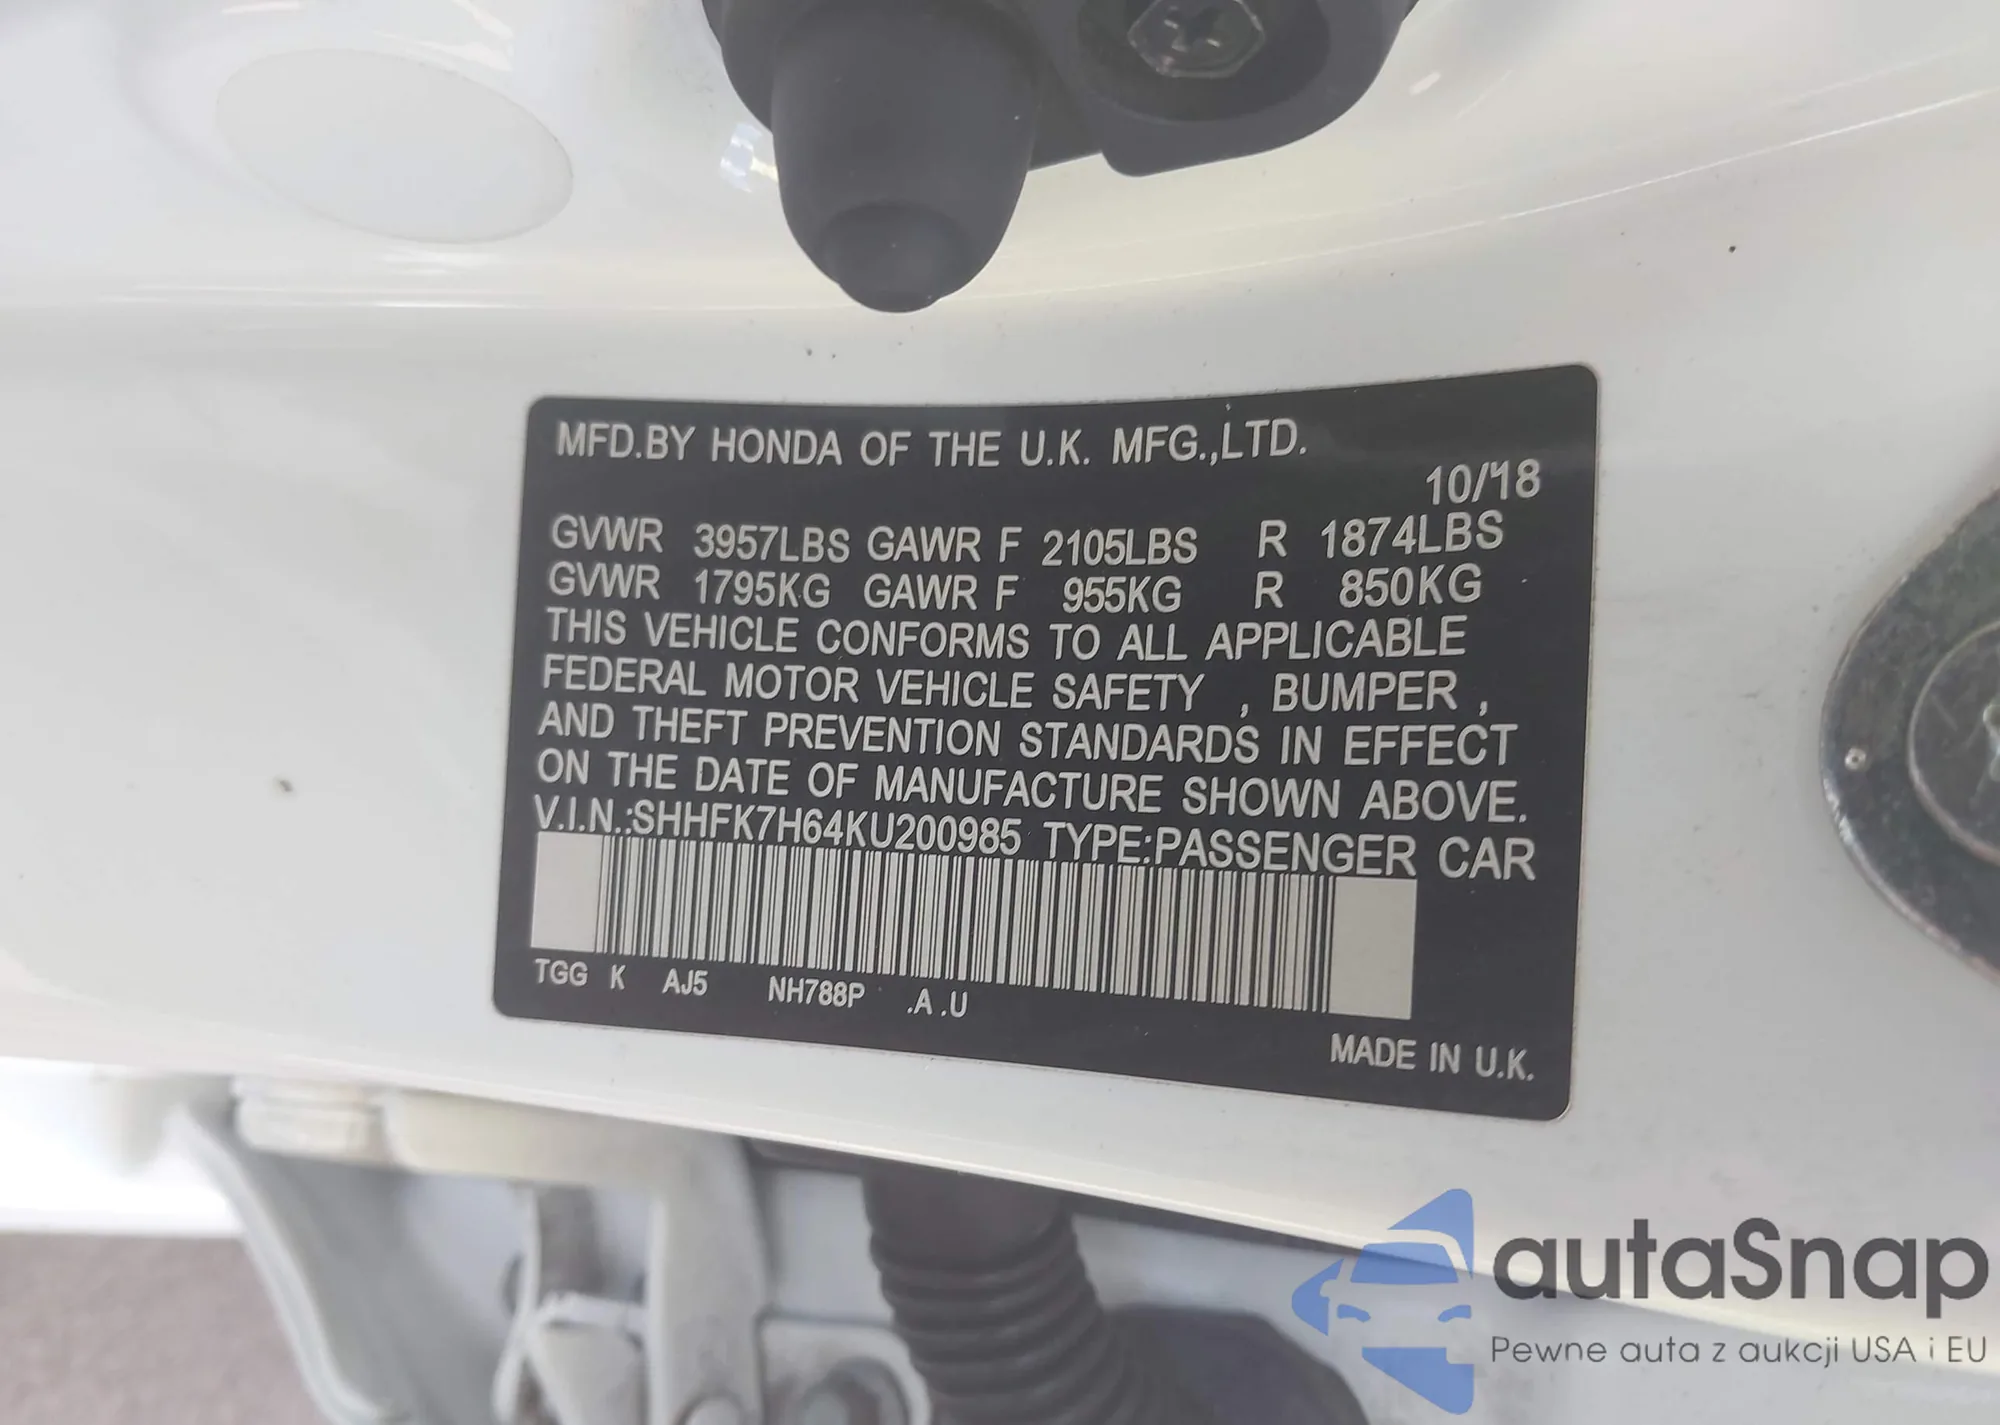 MFD.BY HONDA OF THE U.K. MFG.,LTD.
10/'18
GVWR 3957LBS GAWR F 2105LBS R 1874LBS
GVWR 1795KG GAWR F 955KG R 850KG
THIS VEHICLE CONFORMS TO ALL APPLICABLE
FEDERAL MOTOR VEHICLE SAFETY , BUMPER ,
AND THEFT PREVENTION STANDARDS IN EFFECT
ON THE DATE OF MANUFACTURE SHOWN ABOVE.
V.I.N.:SHHFK7H64KU200985 TYPE:PASSENGER CAR
TGG K AJ5 NH788P .A .U
MADE IN U.K.
autaSnap
Pewne auta z aukcji USA i EU